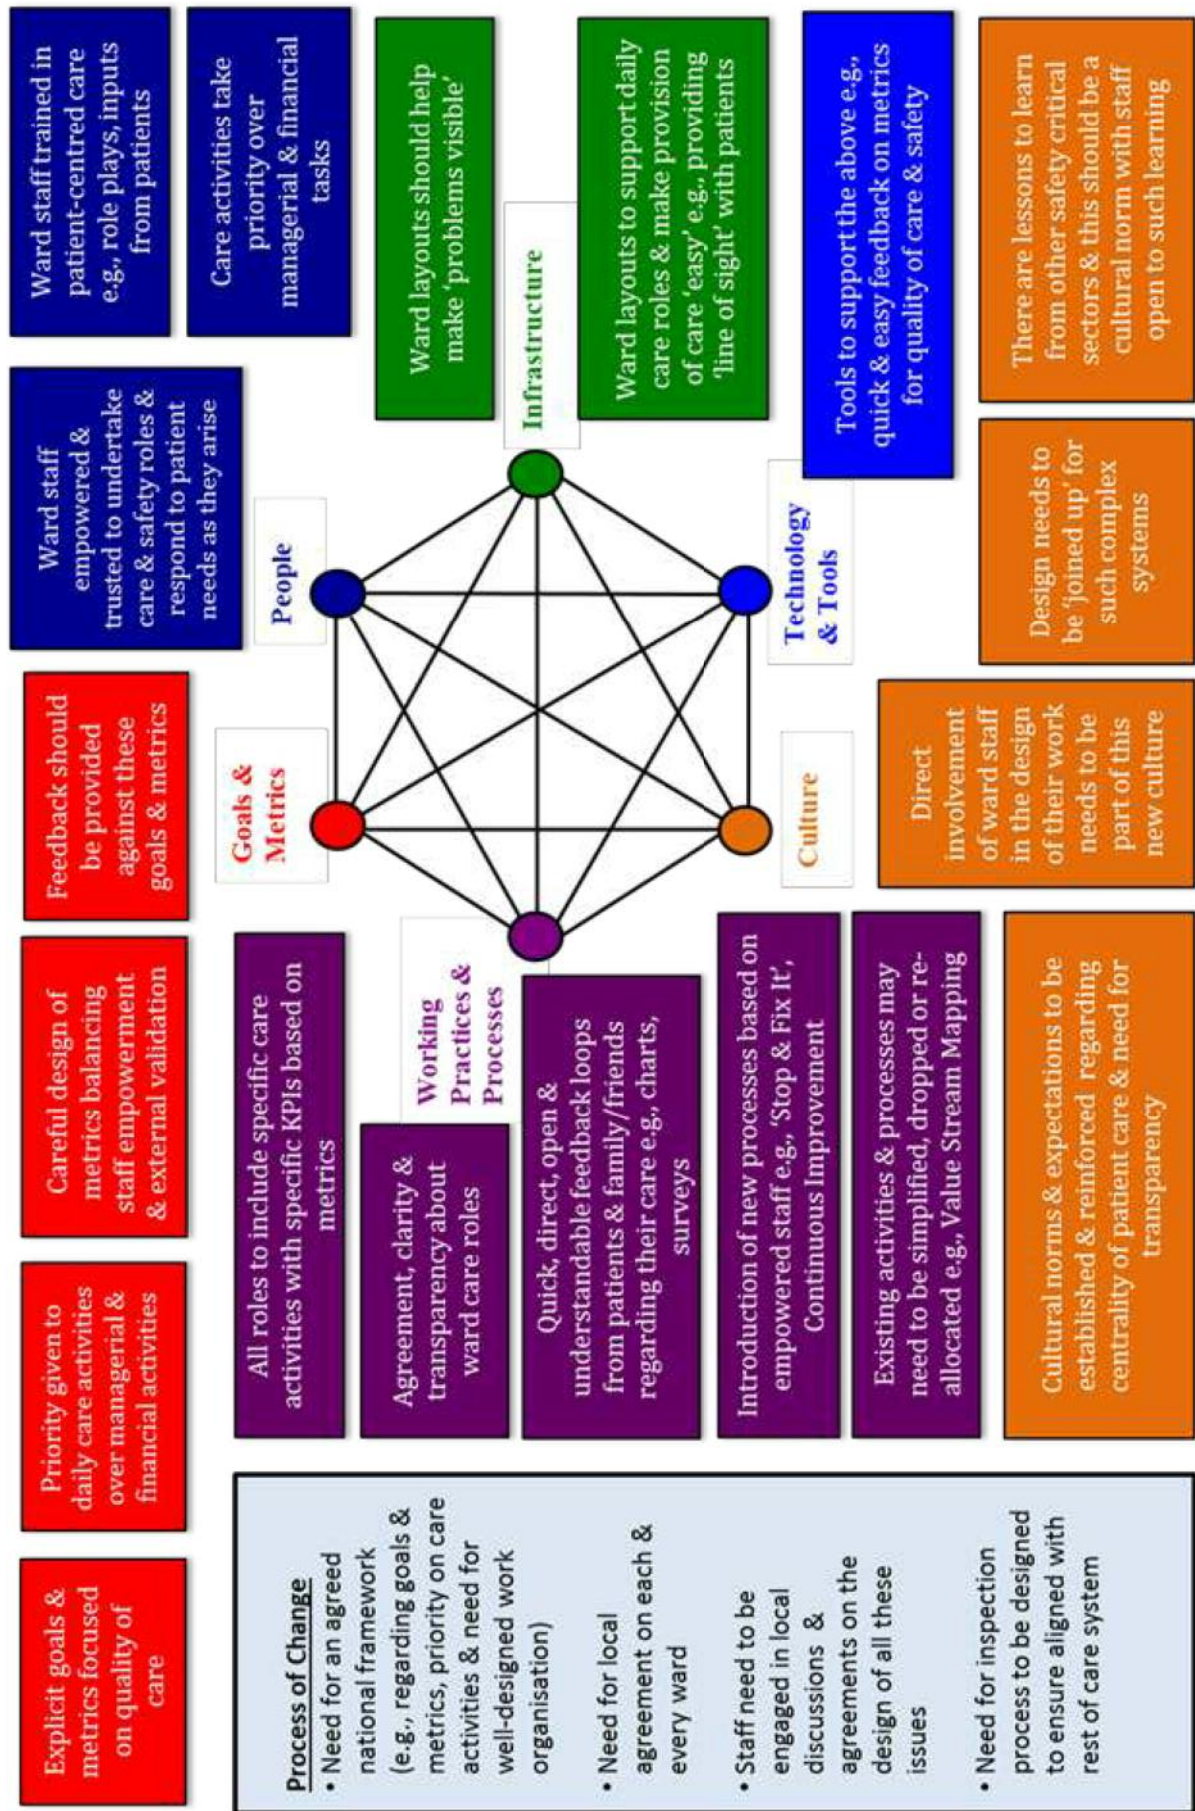 Explicit goals &
metrics focused
on quality of
care
Priority given to
daily care activities
over managerial &
financial activities
Careful design of
metrics balancing
staff empowerment
& external validation
Feedback should
be provided
against these
goals & metrics
Ward staff
empowered &
trusted to undertake
care & safety roles &
respond to patient
needs as they arise
Ward staff trained in
patient-centred care
e.g., role plays, inputs
from patients
Care activities take
priority over
managerial & financial
tasks
Process of Change
• Need for an agreed
national framework
(e.g., regarding goals &
metrics, priority on care
activities & need for
well-designed work
organisation)
• Need for local
agreement on each &
every ward
• Staff need to be
engaged in local
discussions &
agreements on the
design of all these
issues
• Need for inspection
process to be designed
to ensure aligned with
rest of care system
All roles to include specific care
activities with specific KPIs based on
metrics
Agreement, clarity &
transparency about
ward care roles
Working
Practices &
Processes
Quick, direct, open &
understandable feedback loops
from patients & family/friends
regarding their care e.g., charts,
surveys
Introduction of new processes based on
empowered staff e.g., ‘Stop & Fix It’,
Continuous Improvement
Existing activities & processes may
need to be simplified, dropped or re-
allocated e.g., Value Stream Mapping
Goals &
Metrics
People
Ward layouts should help
make ‘problems visible’
Infrastructure
Ward layouts to support daily
care roles & make provision
of care ‘easy’ e.g., providing
‘line of sight’ with patients
Culture
Technology
& Tools
Tools to support the above e.g.,
quick & easy feedback on metrics
for quality of care & safety
Cultural norms & expectations to be
established & reinforced regarding
centrality of patient care & need for
transparency
Direct
involvement
of ward staff
in the design
of their work
needs to be
part of this
new culture
Design needs to
be ‘joined up’ for
such complex
systems
There are lessons to learn
from other safety critical
sectors & this should be a
cultural norm with staff
open to such learning